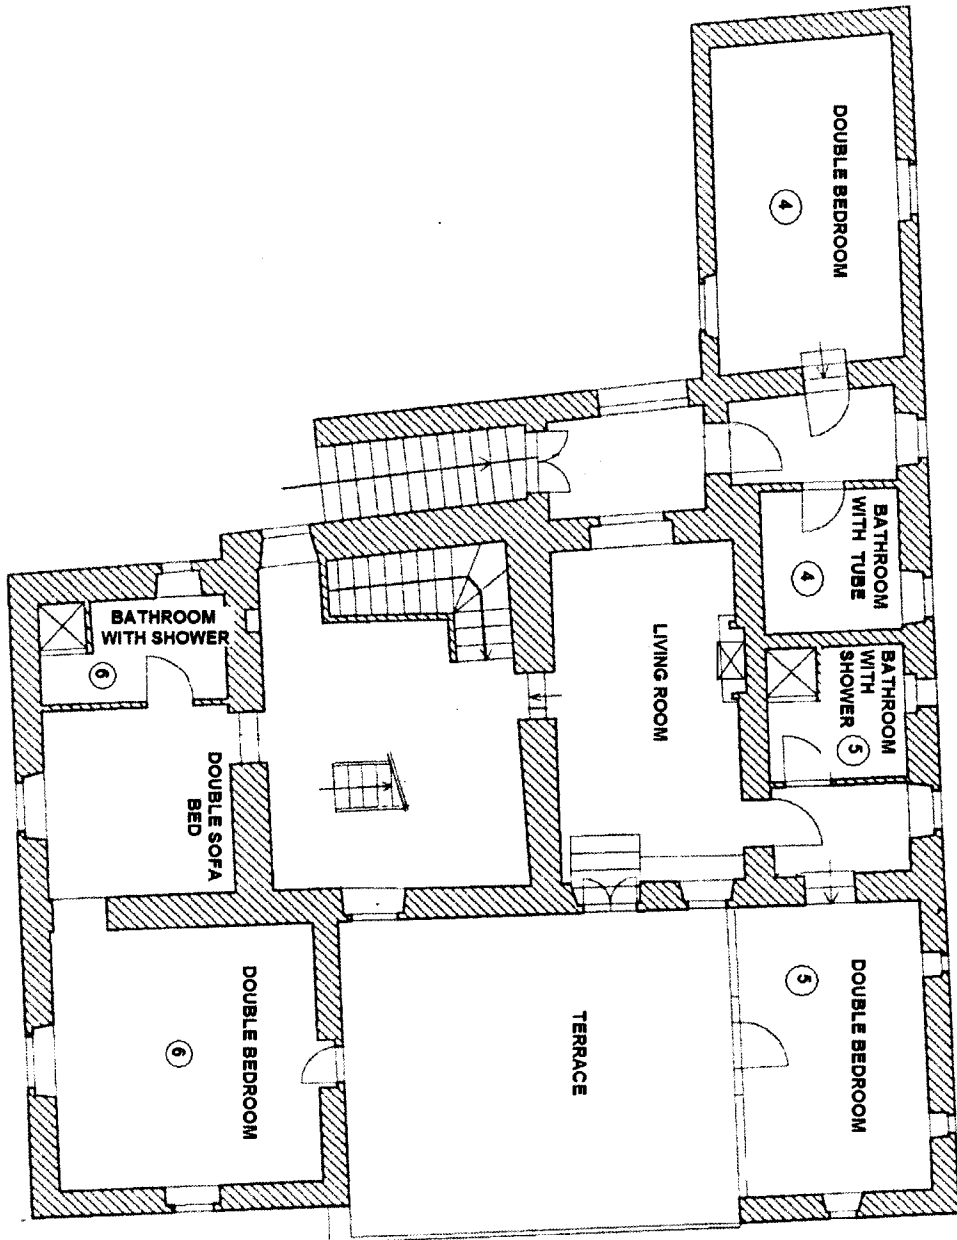 DOUBLE BEDROOM
4
BATHROOM
WITH TUBE
4
BATHROOM
WITH
SHOWER
5
LIVING ROOM
BATHROOM
WITH SHOWER
6
DOUBLE SOFA
BED
DOUBLE BEDROOM
6
TERRACE
DOUBLE BEDROOM
5